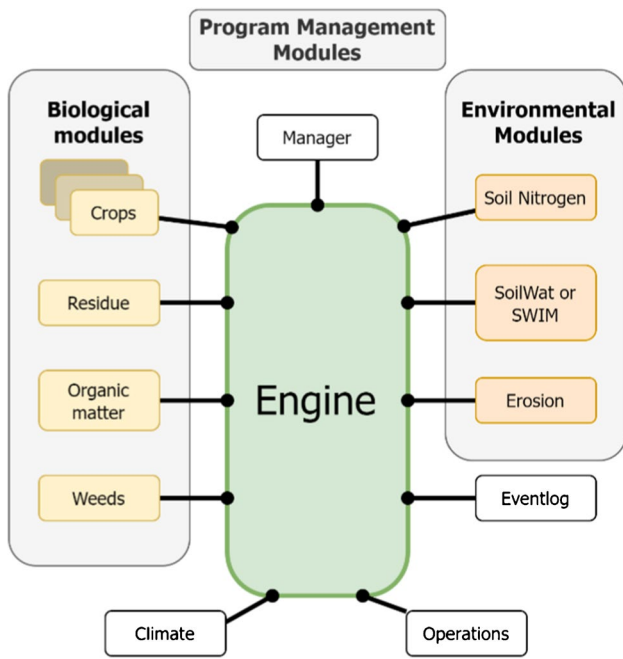 Program Management
Modules
Biological
modules
Environmental
Modules
Manager
Crops
Soil Nitrogen
Residue
SoilWat or
SWIM
Organic
matter
Engine
Erosion
Weeds
Eventlog
Climate
Operations